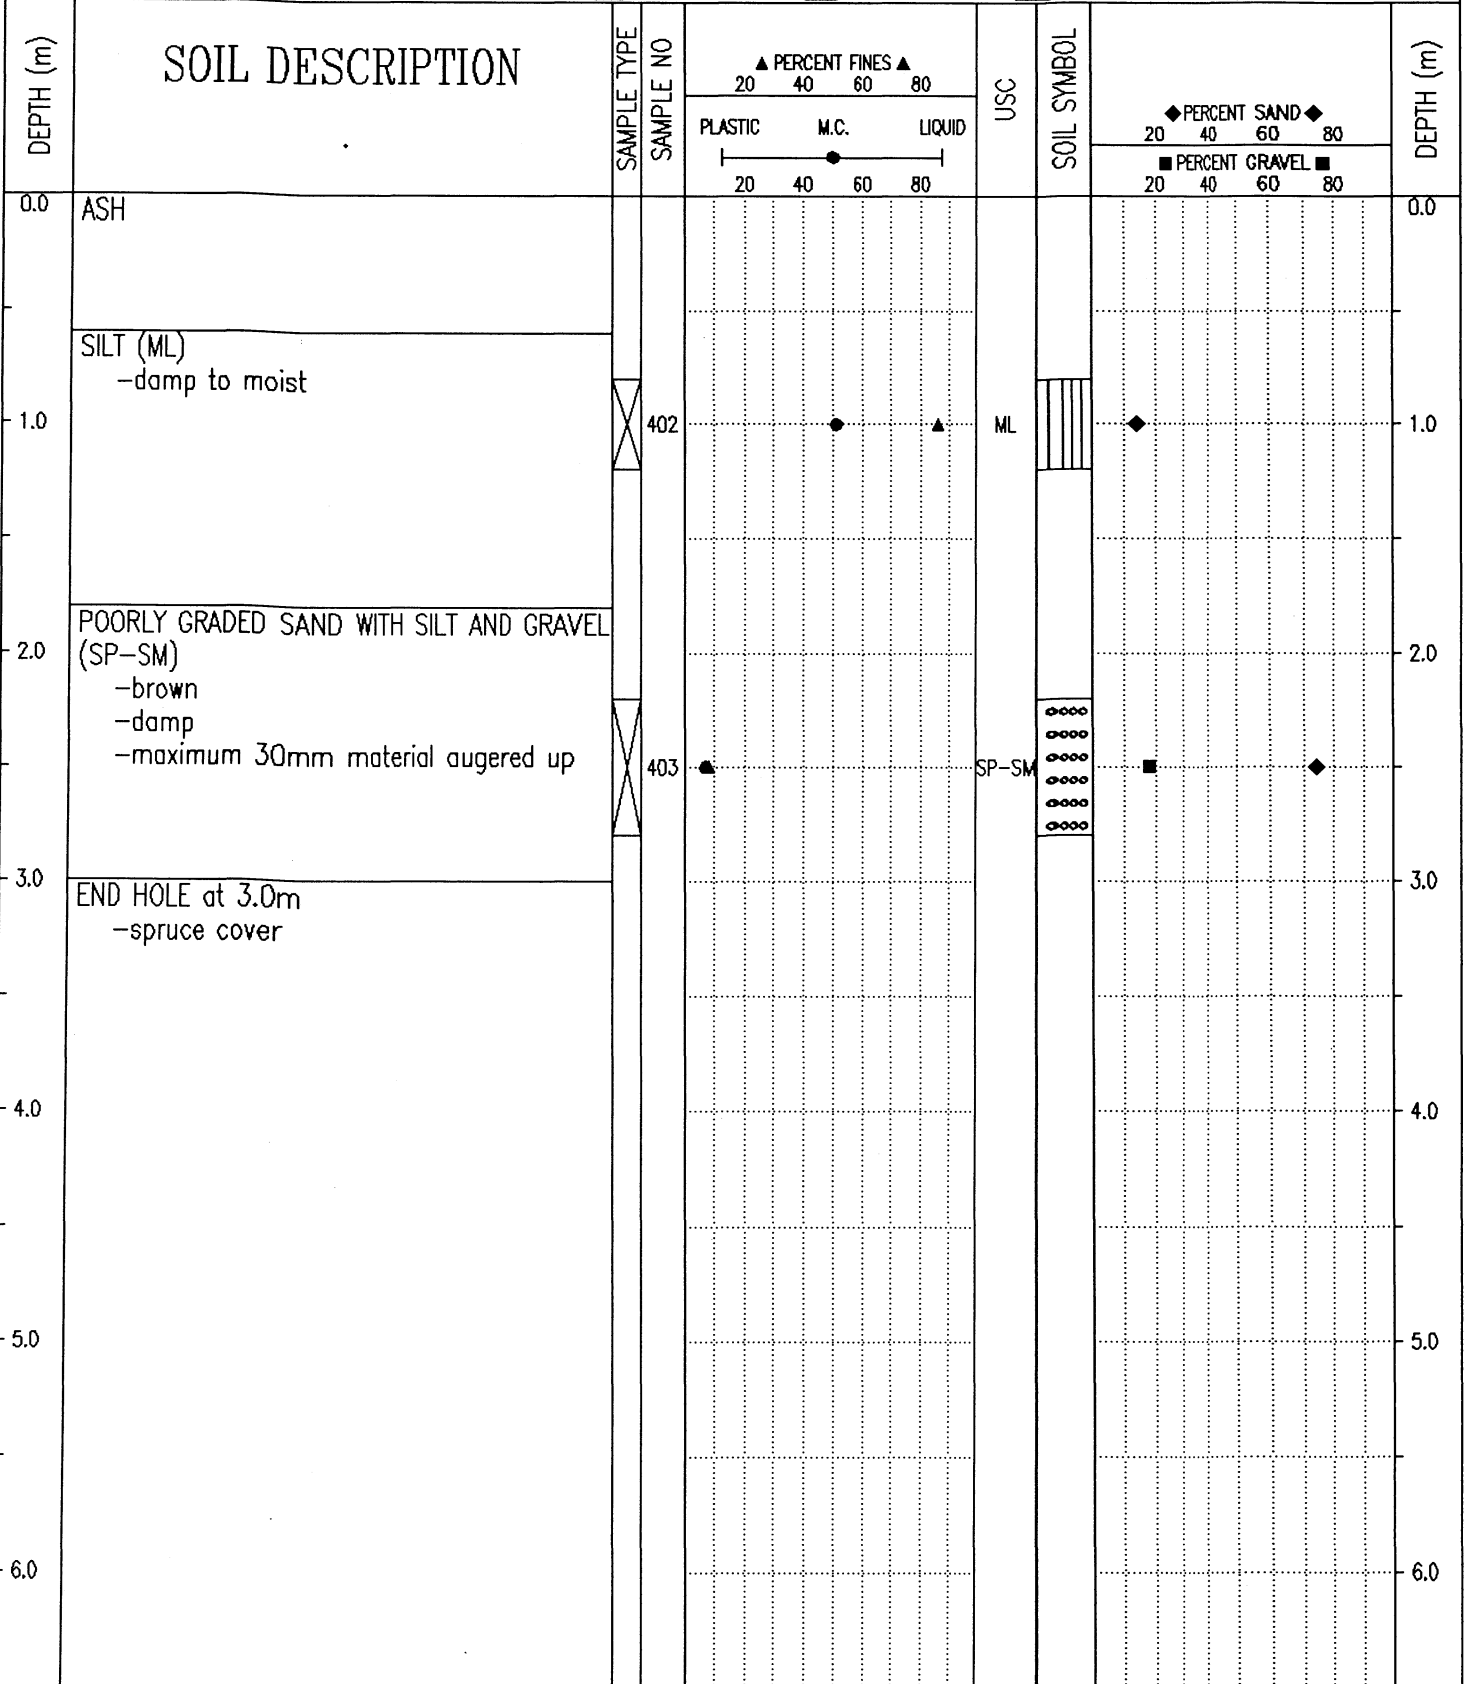 DEPTH (m)
SOIL DESCRIPTION
SAMPLE TYPE
SAMPLE NO
▲ PERCENT FINES ▲
20 40 60 80
PLASTIC M.C. LIQUID
20 40 60 80
USC
SOIL SYMBOL
◆PERCENT SAND◆
20 40 60 80
■ PERCENT GRAVEL ■
20 40 60 80
DEPTH (m)
0.0 ASH 0.0
SILT (ML)
-damp to moist
1.0 402 ML 1.0
POORLY GRADED SAND WITH SILT AND GRAVEL
2.0 (SP-SM) 2.0
-brown
-damp
-maximum 30mm material augered up
403 SP-SM
3.0 3.0
END HOLE at 3.0m
-spruce cover
4.0 4.0
5.0 5.0
6.0 6.0